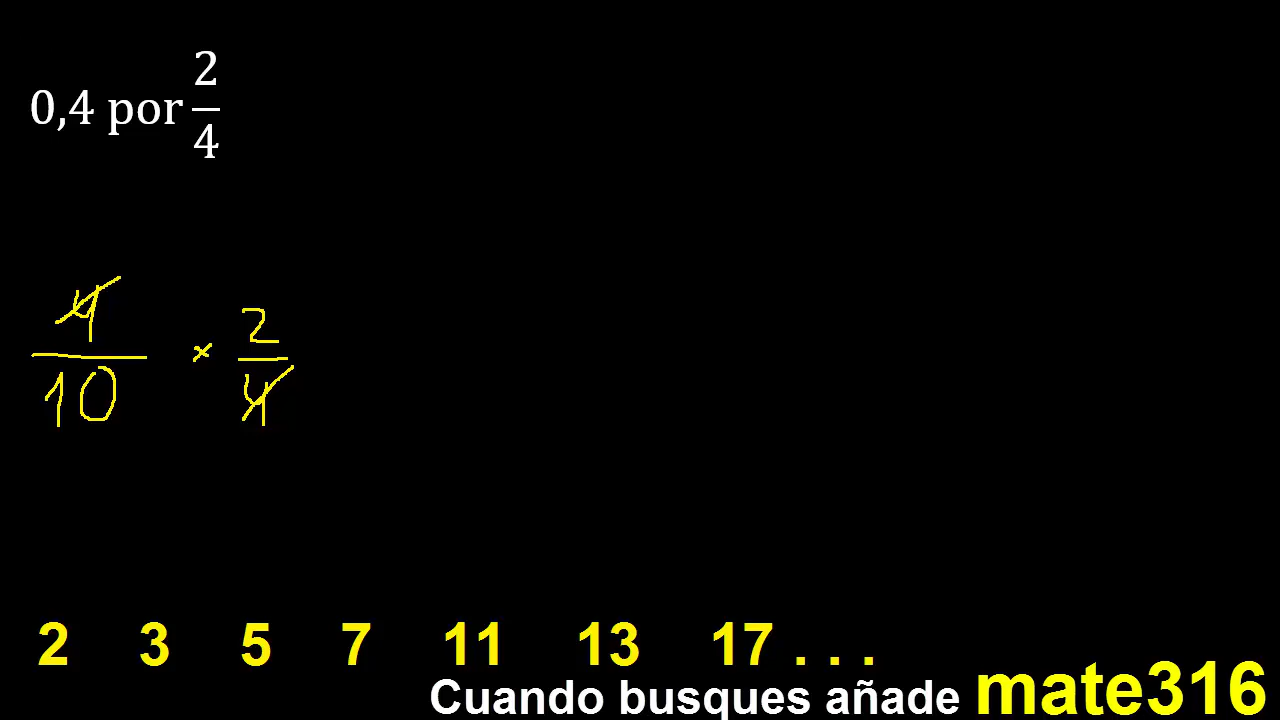 0,4 por 2/4
4/10 × 2/4
2 3 5 7 11 13 17 . . .
Cuando busques añade mate316